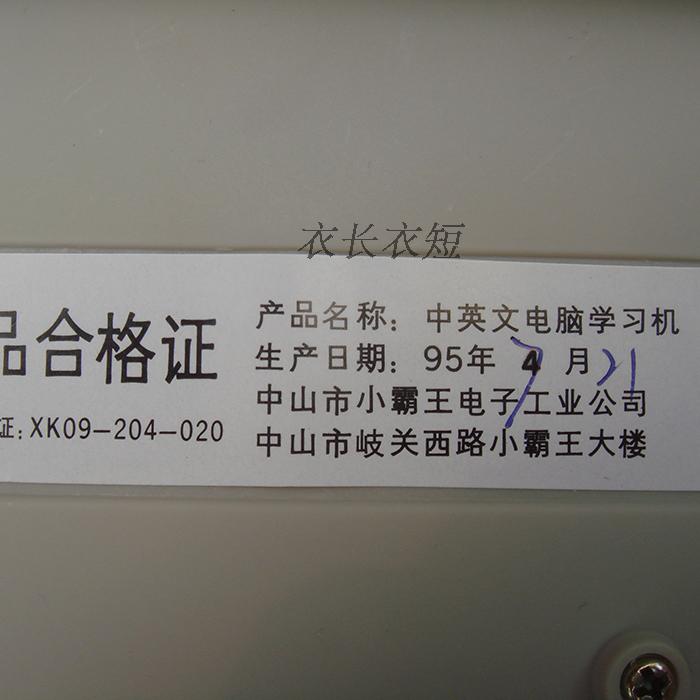 衣长衣短
品合格证
证:XK09-204-020
产品名称: 中英文电脑学习机
生产日期: 95年 4 7 月 21
中山市小霸王电子工业公司
中山市岐关西路小霸王大楼